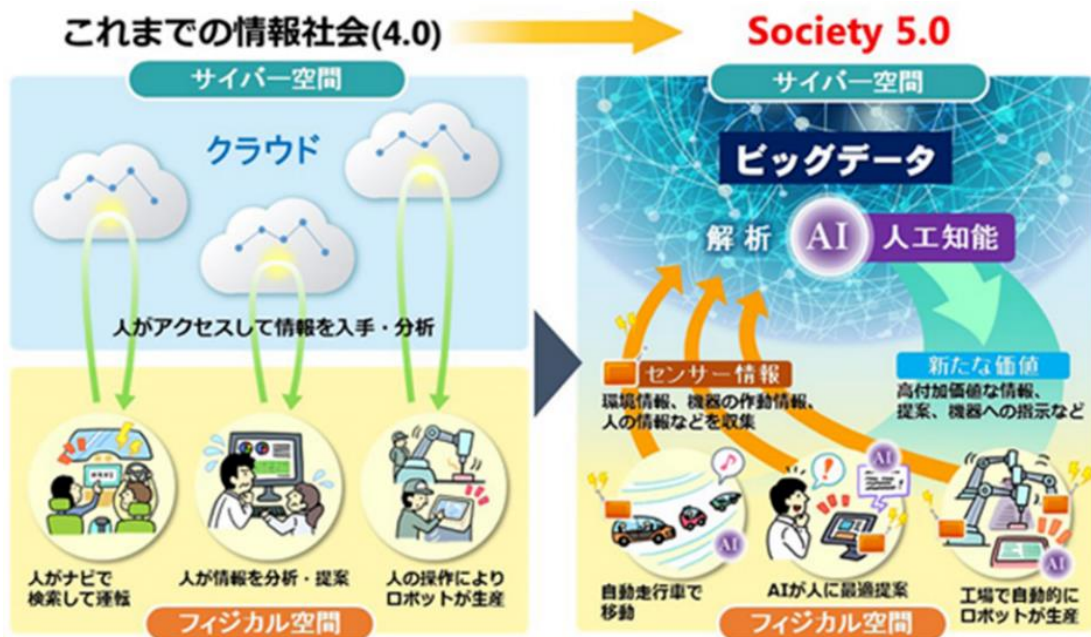 これまでの情報社会(4.0)
Society 5.0
サイバー空間
クラウド
人がアクセスして情報を入手・分析
人がナビで
検索して運転
人が情報を分析・提案
人の操作により
ロボットが生産
フィジカル空間
サイバー空間
ビッグデータ
解析 AI 人工知能
センサー情報
環境情報、機器の作動情報、
人の情報などを収集
新たな価値
高付加価値な情報、
提案、機器への指示など
AI
AI
AI
自動走行車で
移動
AIが人に最適提案
工場で自動的に
ロボットが生産
フィジカル空間